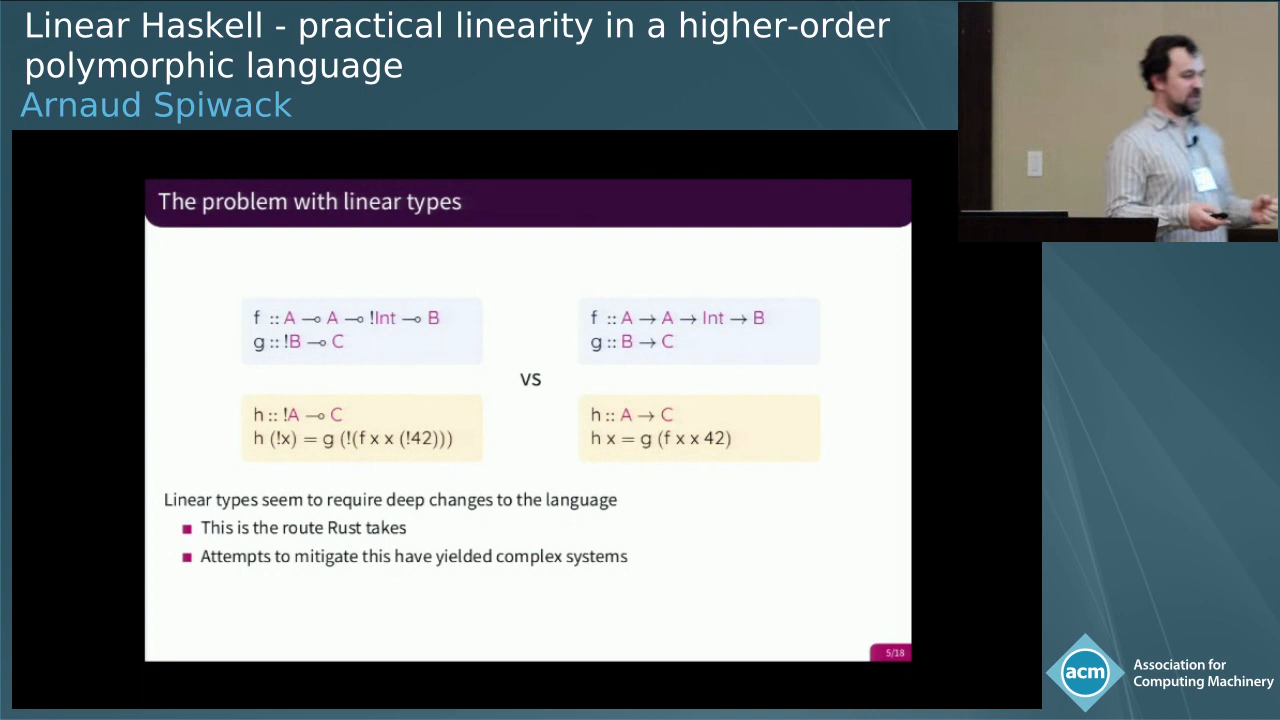 Linear Haskell - practical linearity in a higher-order
polymorphic language
Arnaud Spiwack
The problem with linear types
f :: A ⊸ A ⊸ !Int ⊸ B
g :: !B ⊸ C
f :: A → A → Int → B
g :: B → C
vs
h :: !A ⊸ C
h (!x) = g (!(f x x (!42)))
h :: A → C
h x = g (f x x 42)
Linear types seem to require deep changes to the language
■ This is the route Rust takes
■ Attempts to mitigate this have yielded complex systems
5/18
acm
Association for
Computing Machinery